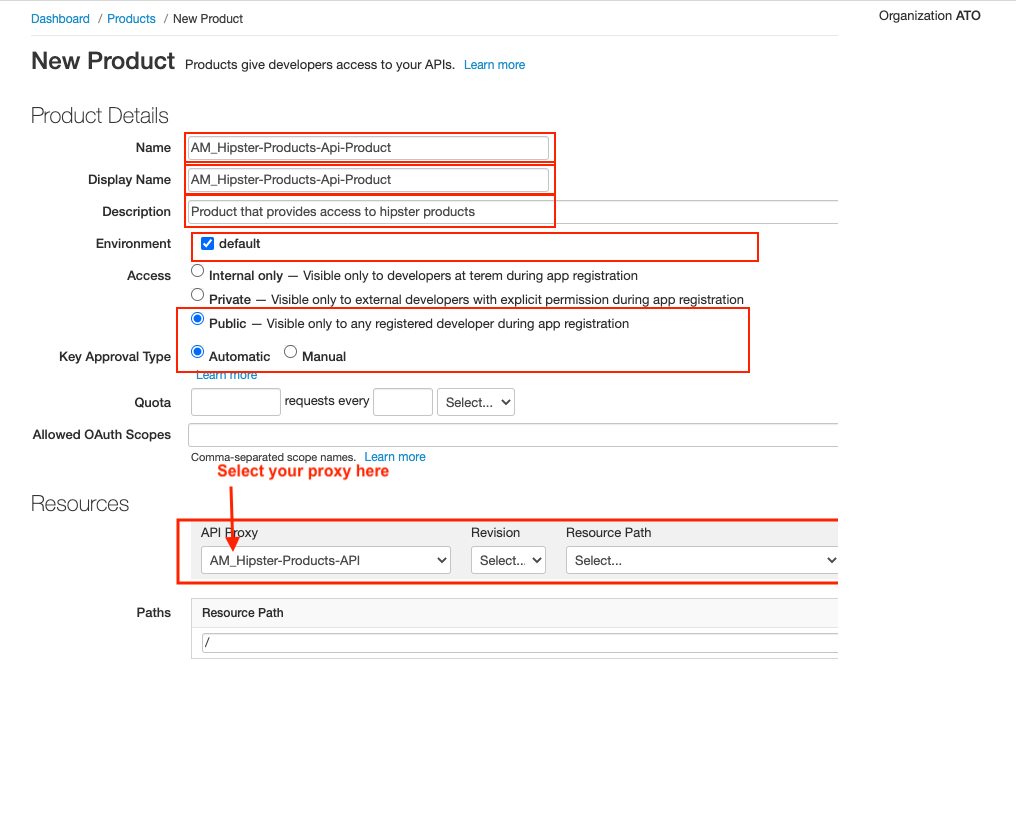 Dashboard / Products / New Product
Organization ATO
New Product Products give developers access to your APIs. Learn more
Product Details
Name AM_Hipster-Products-Api-Product
Display Name AM_Hipster-Products-Api-Product
Description Product that provides access to hipster products
Environment default
Access Internal only — Visible only to developers at terem during app registration
Private — Visible only to external developers with explicit permission during app registration
Public — Visible only to any registered developer during app registration
Key Approval Type Automatic Manual
Learn more
Quota requests every Select...
Allowed OAuth Scopes
Comma-separated scope names. Learn more
Select your proxy here
Resources
API Proxy Revision Resource Path
AM_Hipster-Products-API Select... Select...
Paths Resource Path
/